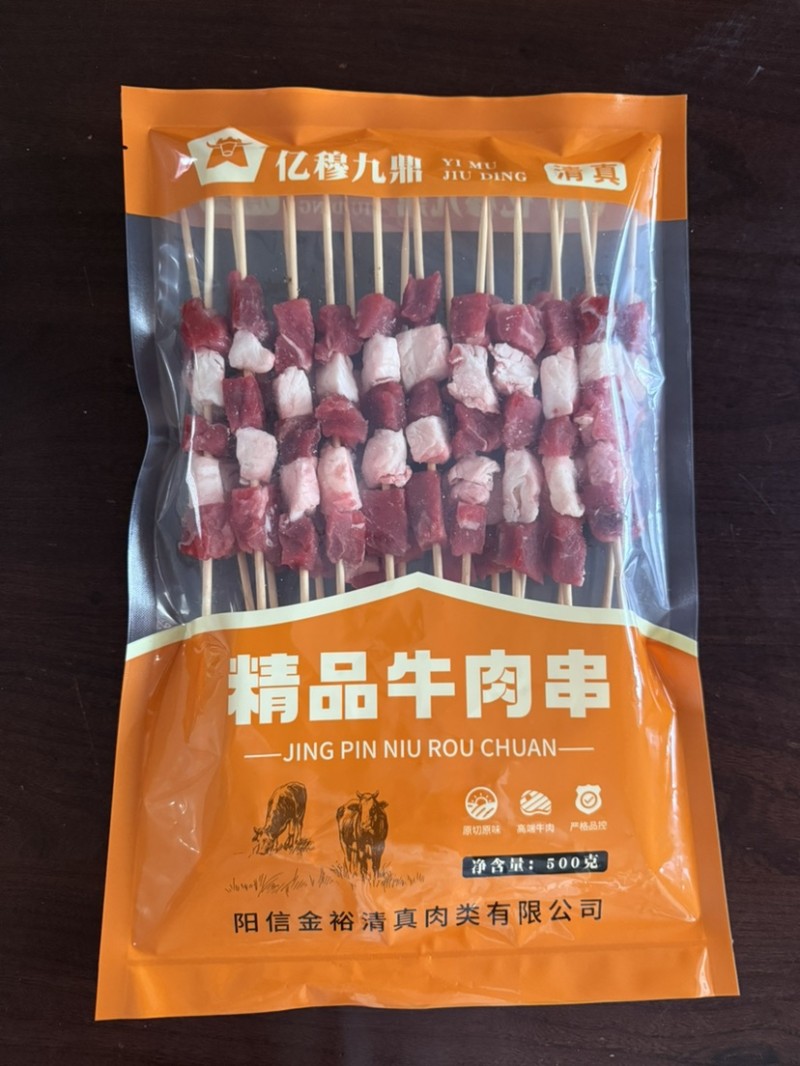 亿穆九鼎
YI MU
JIU DING
清真
精品牛肉串
JING PIN NIU ROU CHUAN
原切原味
高端牛肉
严格品控
净含量：500克
阳信金裕清真肉类有限公司